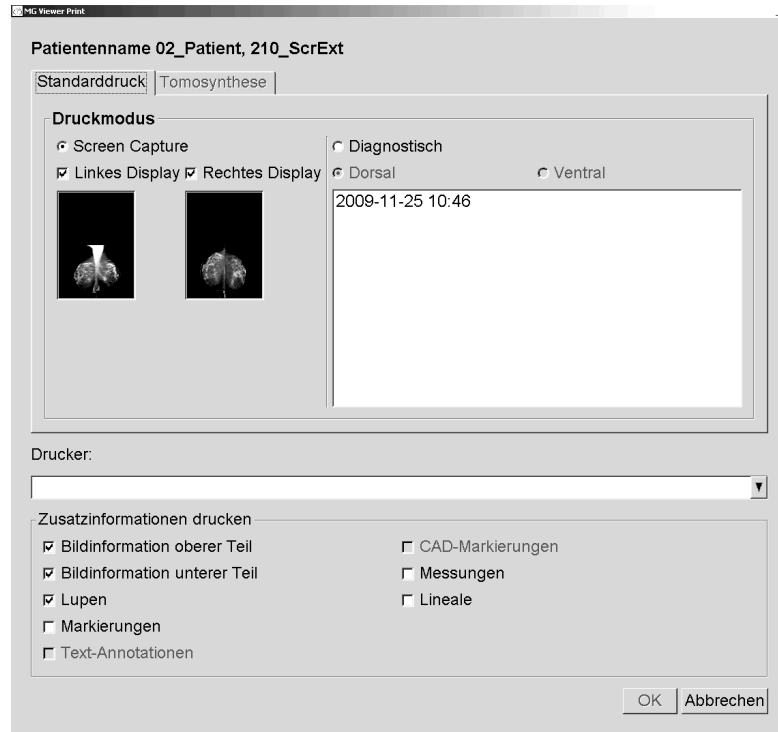 MG Viewer Print
Patientenname 02_Patient, 210_ScrExt
Standarddruck Tomosynthese
Druckmodus
Screen Capture Diagnostisch
Linkes Display Rechtes Display Dorsal Ventral
2009-11-25 10:46
Drucker:
Zusatzinformationen drucken
Bildinformation oberer Teil CAD-Markierungen
Bildinformation unterer Teil Messungen
Lupen Lineale
Markierungen
Text-Annotationen
OK Abbrechen